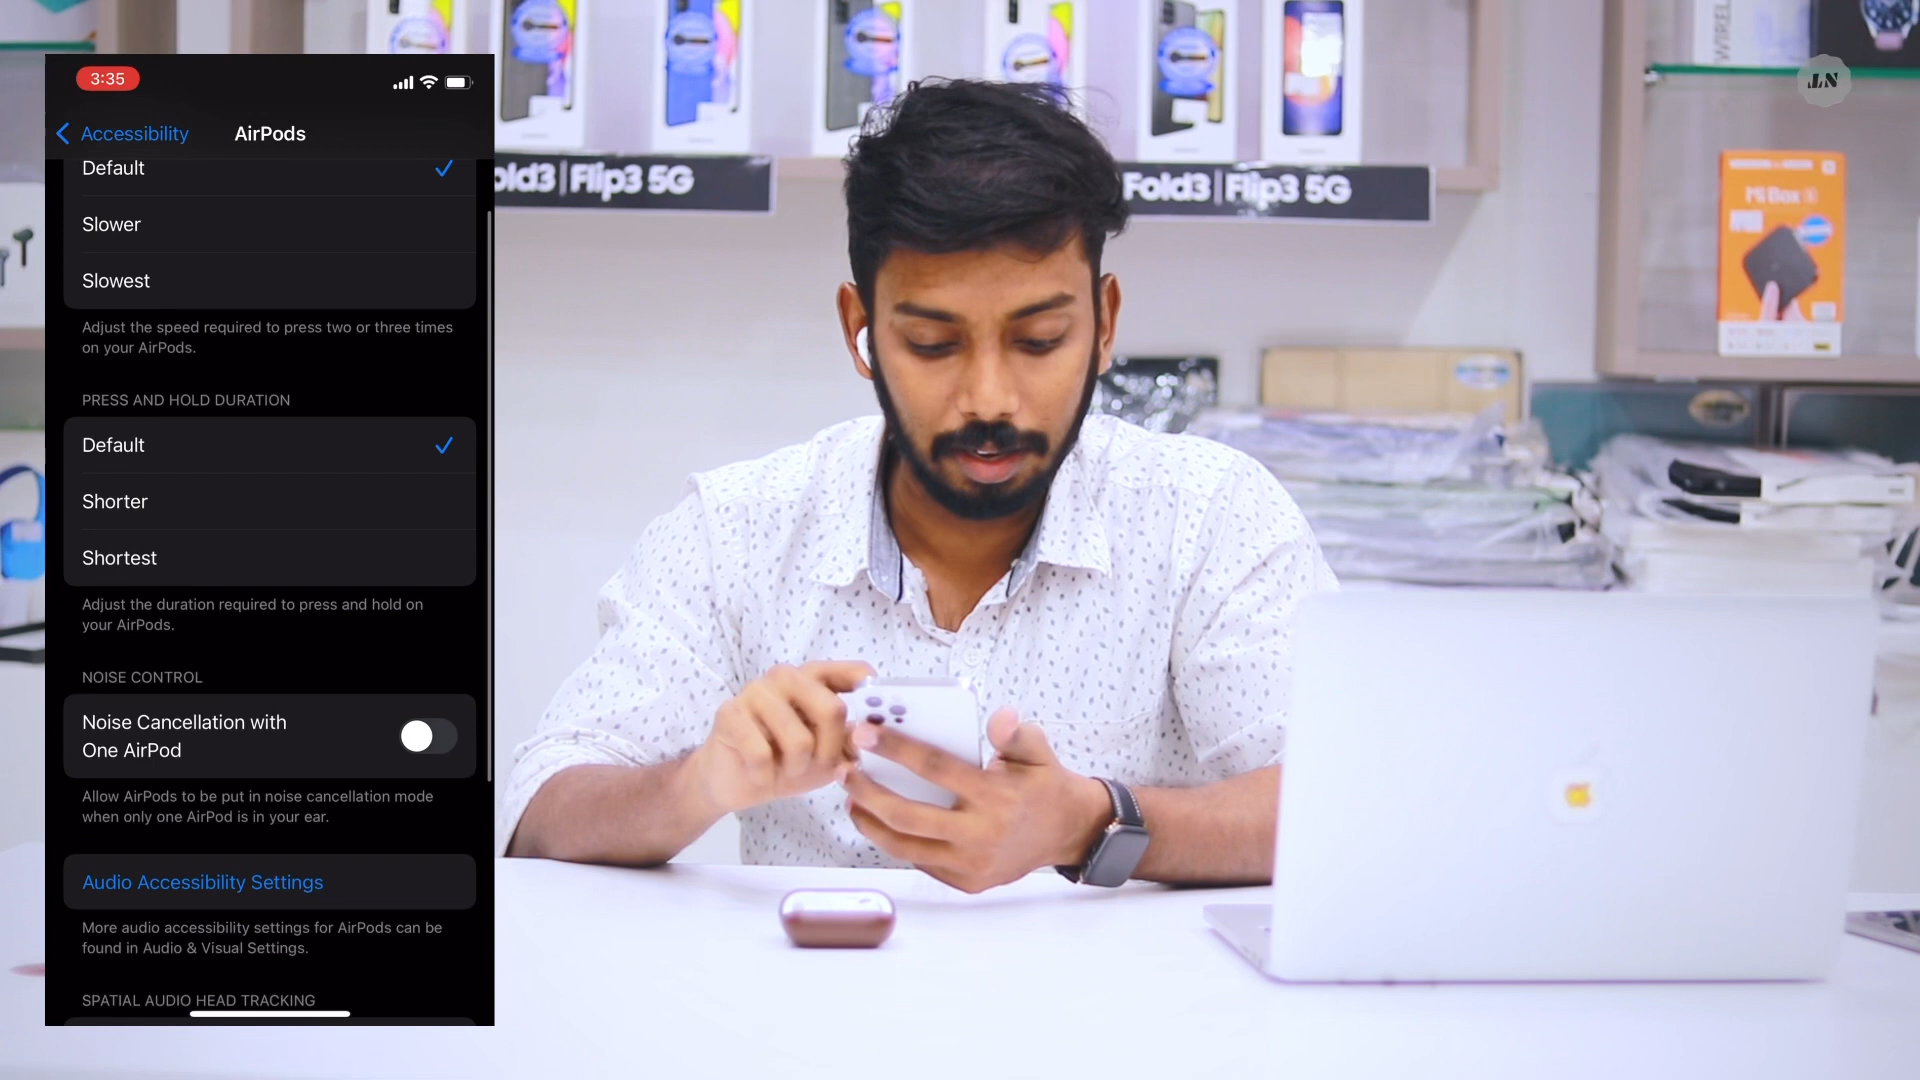 3:35
Accessibility
AirPods
Default
Slower
Slowest
Adjust the speed required to press two or three times
on your AirPods.
PRESS AND HOLD DURATION
Default
Shorter
Shortest
Adjust the duration required to press and hold on
your AirPods.
NOISE CONTROL
Noise Cancellation with
One AirPod
Allow AirPods to be put in noise cancellation mode
when only one AirPod is in your ear.
Audio Accessibility Settings
More audio accessibility settings for AirPods can be
found in Audio & Visual Settings.
SPATIAL AUDIO HEAD TRACKING
old3 | Flip3 5G
Fold3 | Flip3 5G
WIREL
Mi Box S